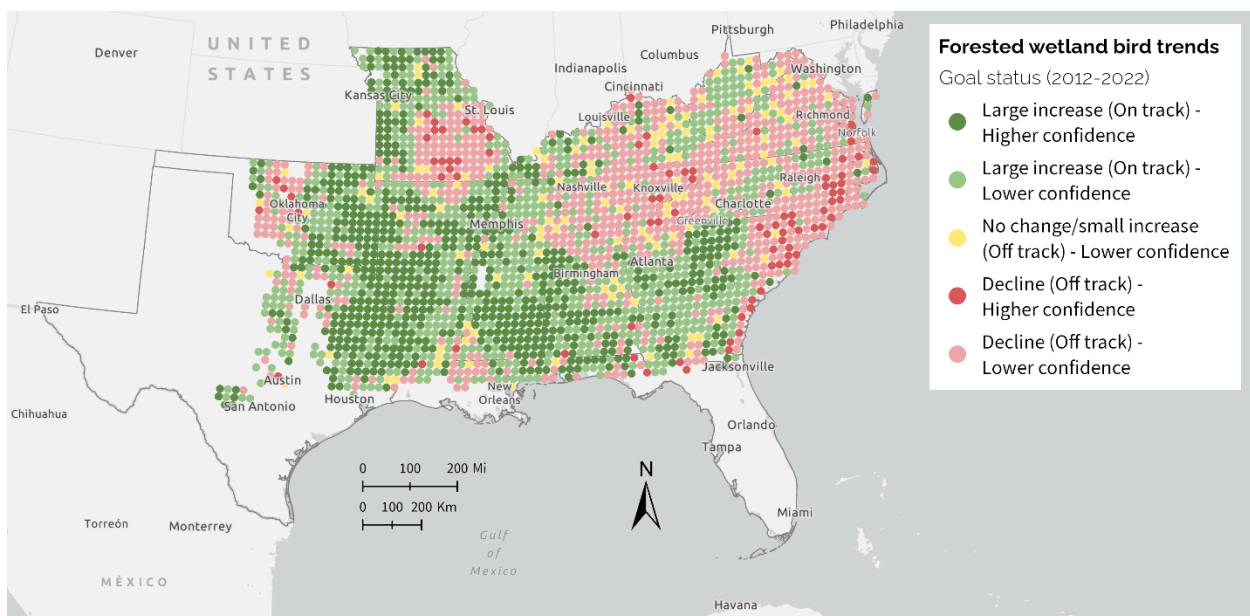 Philadelphia
Pittsburgh
Denver
UNITED
STATES
Columbus
Indianapolis
Washington
Cincinnati
Kansas City
St. Louis
Louisville
Richmond
Norfolk
Nashville
Knoxville
Raleigh
Oklahoma
City
Charlotte
Memphis
Greenville
Atlanta
Birmingham
Dallas
El Paso
Jacksonville
Austin
New
Orleans
Houston
San Antonio
Chihuahua
Orlando
Tampa
0 100 200 Mi
0 100 200 Km
N
Miami
Torreón
Monterrey
Gulf
of
Mexico
MÉXICO
Havana
Forested wetland bird trends
Goal status (2012-2022)
Large increase (On track) -
Higher confidence
Large increase (On track) -
Lower confidence
No change/small increase
(Off track) - Lower confidence
Decline (Off track) -
Higher confidence
Decline (Off track) -
Lower confidence